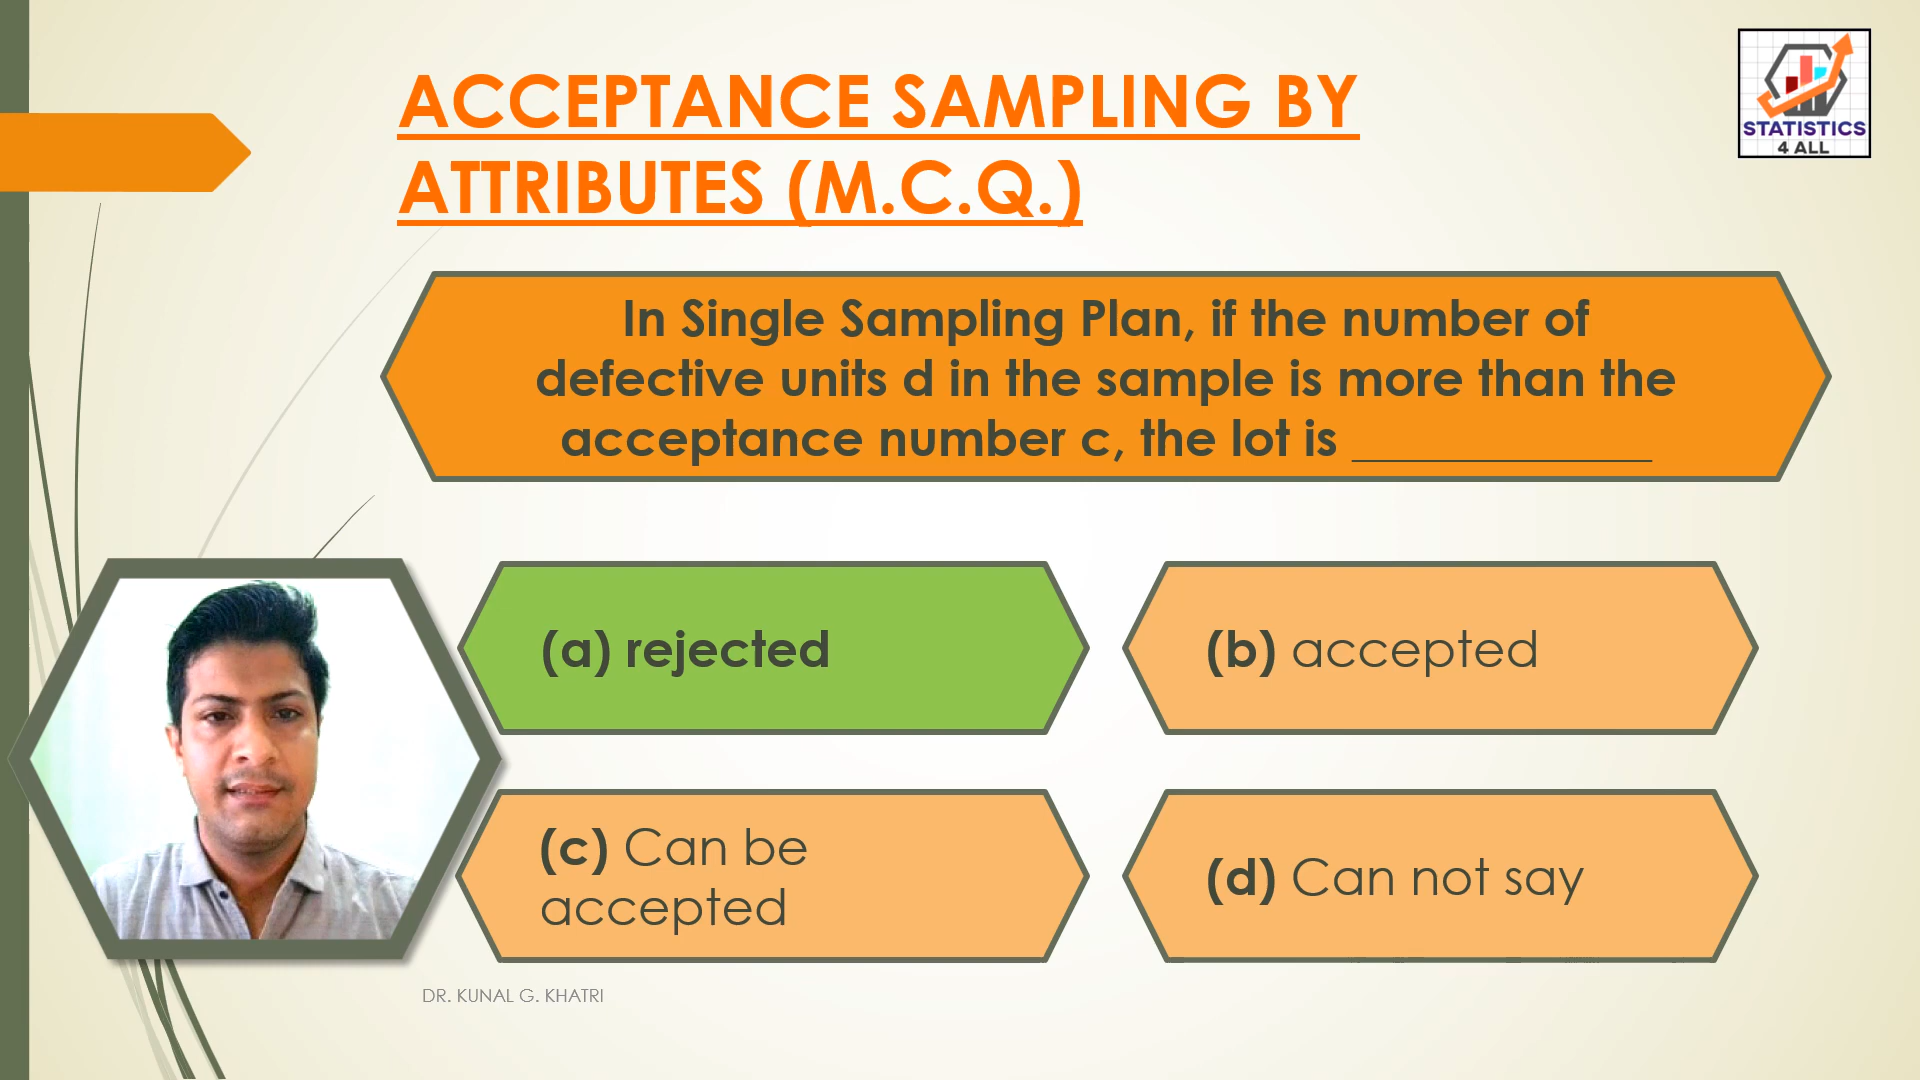 ACCEPTANCE SAMPLING BY
ATTRIBUTES (M.C.Q.)
STATISTICS
4 ALL
In Single Sampling Plan, if the number of
defective units d in the sample is more than the
acceptance number c, the lot is ____________
(a) rejected
(b) accepted
(c) Can be
accepted
(d) Can not say
DR. KUNAL G. KHATRI